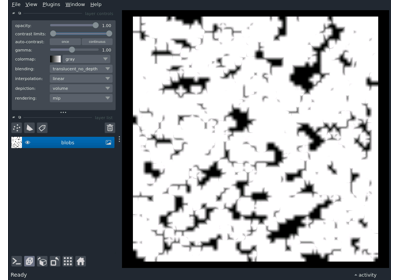 File View Plugins Window Help
opacity: 1.00
contrast limits:
auto-contrast: once continuous
gamma: 1.00
colormap: gray
blending: translucent_no_depth
interpolation: linear
depiction: volume
rendering: mip
blobs
Ready
activity